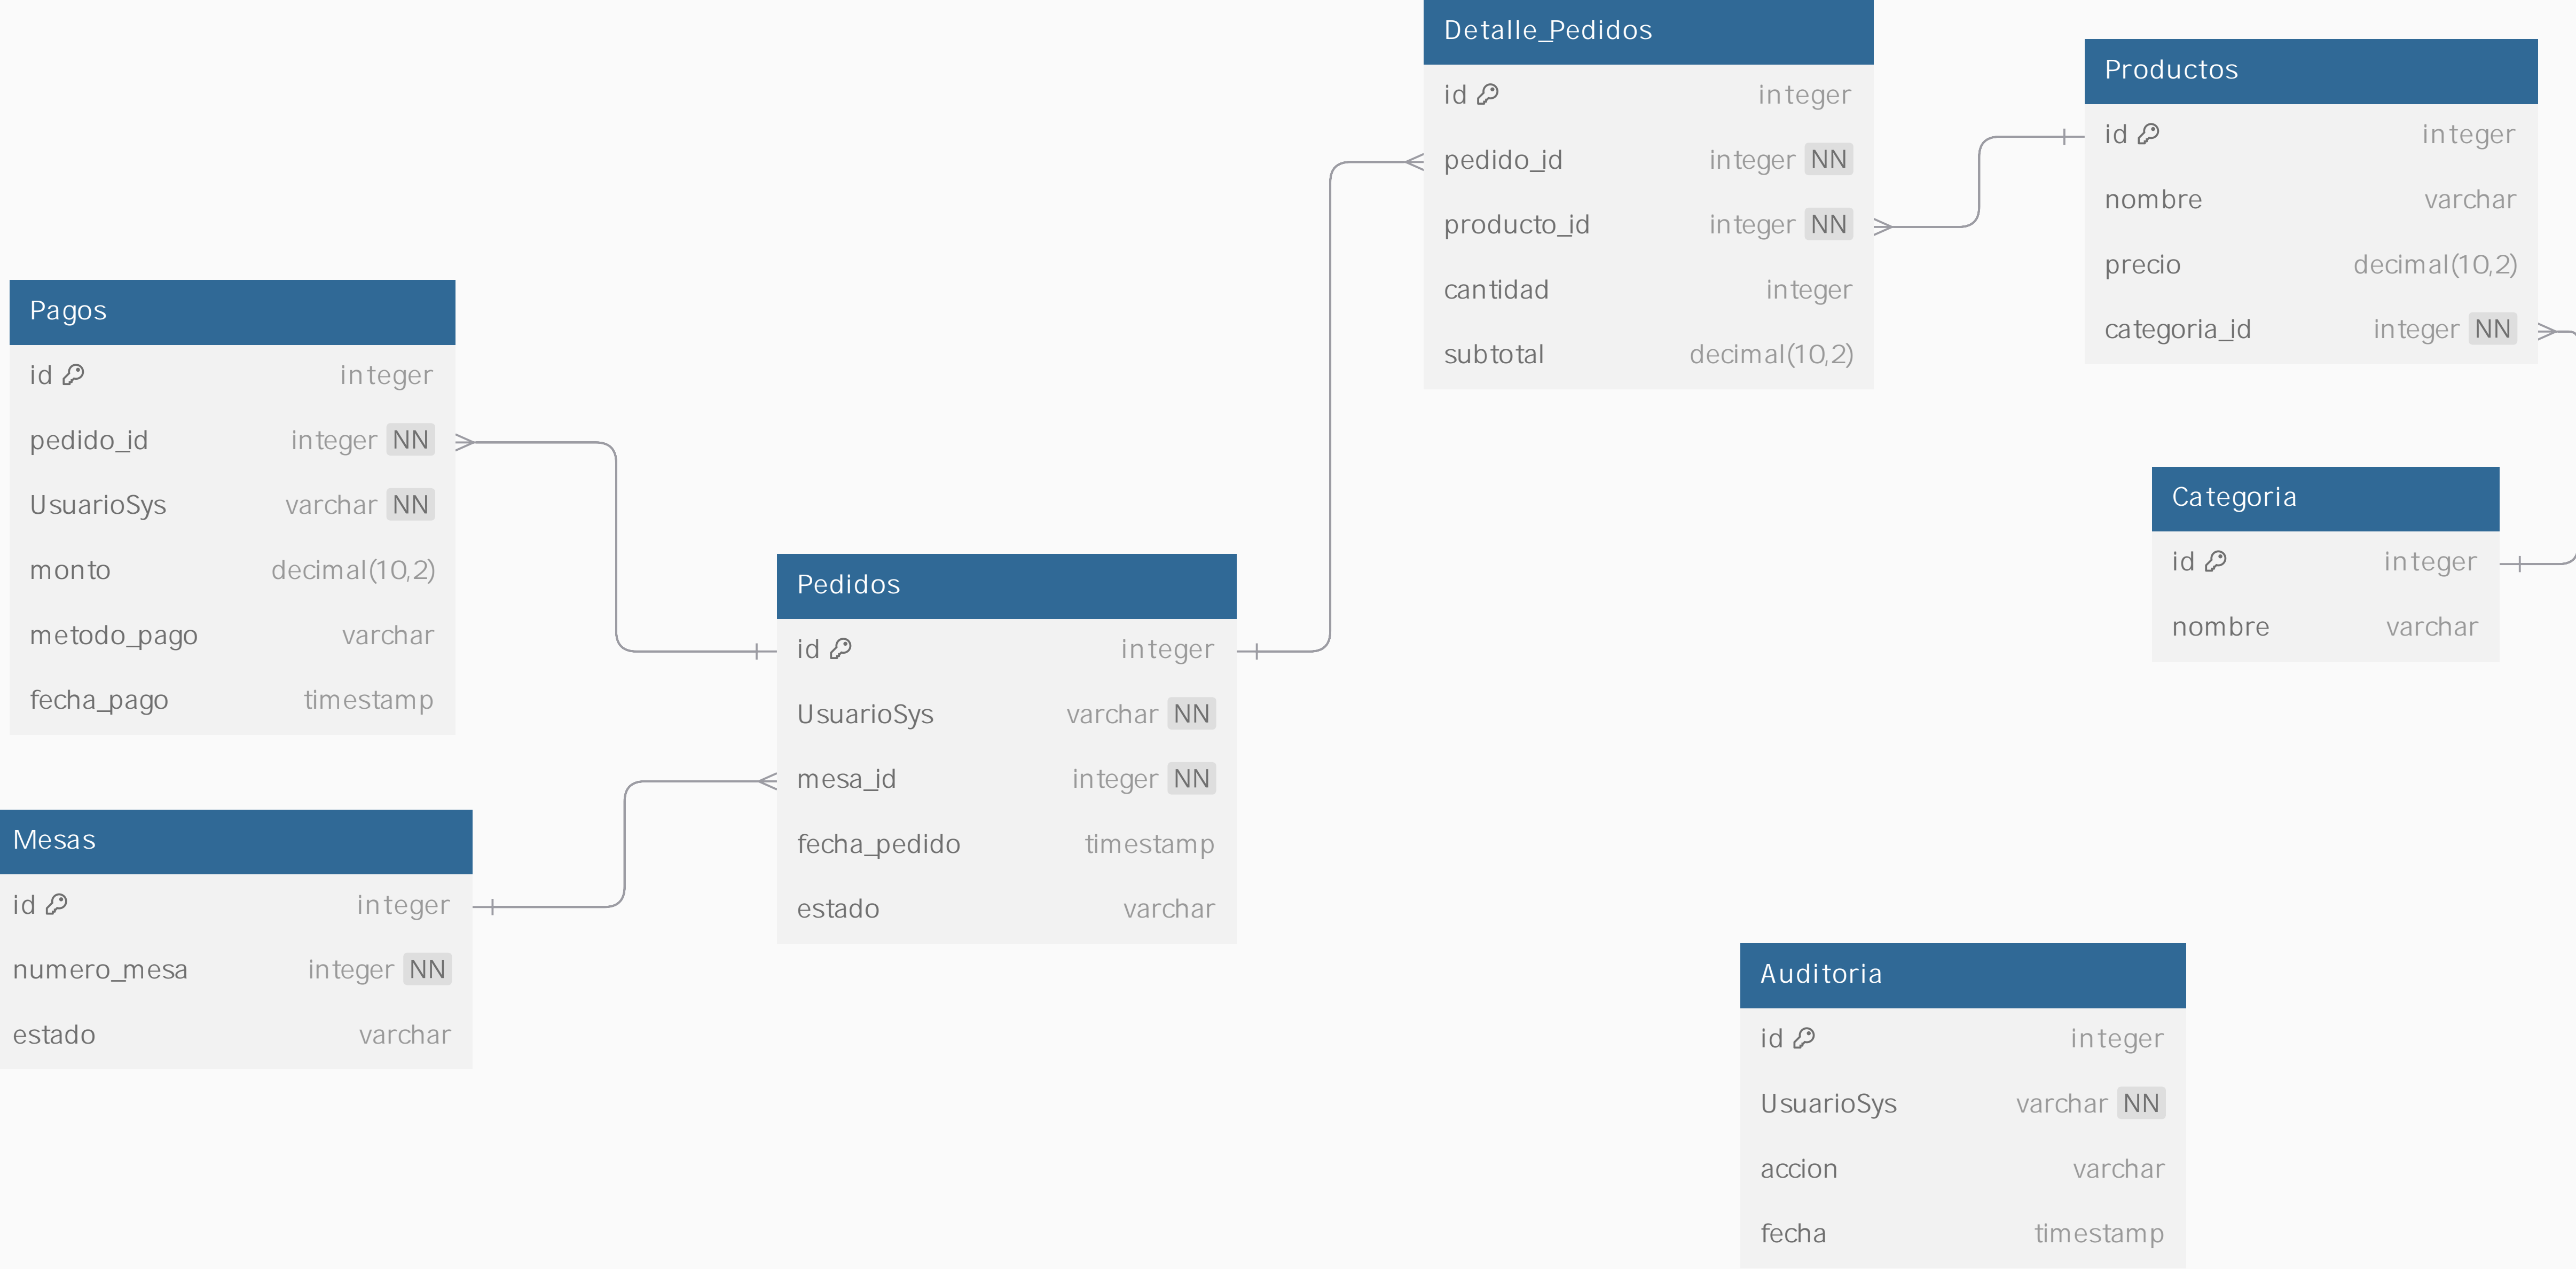 Detalle_Pedidos
id integer
pedido_id integer NN
producto_id integer NN
cantidad integer
subtotal decimal(10,2)
Productos
id integer
nombre varchar
precio decimal(10,2)
categoria_id integer NN
Pagos
id integer
pedido_id integer NN
UsuarioSys varchar NN
monto decimal(10,2)
metodo_pago varchar
fecha_pago timestamp
Categoria
id integer
nombre varchar
Pedidos
id integer
UsuarioSys varchar NN
mesa_id integer NN
fecha_pedido timestamp
estado varchar
Mesas
id integer
numero_mesa integer NN
estado varchar
Auditoria
id integer
UsuarioSys varchar NN
accion varchar
fecha timestamp